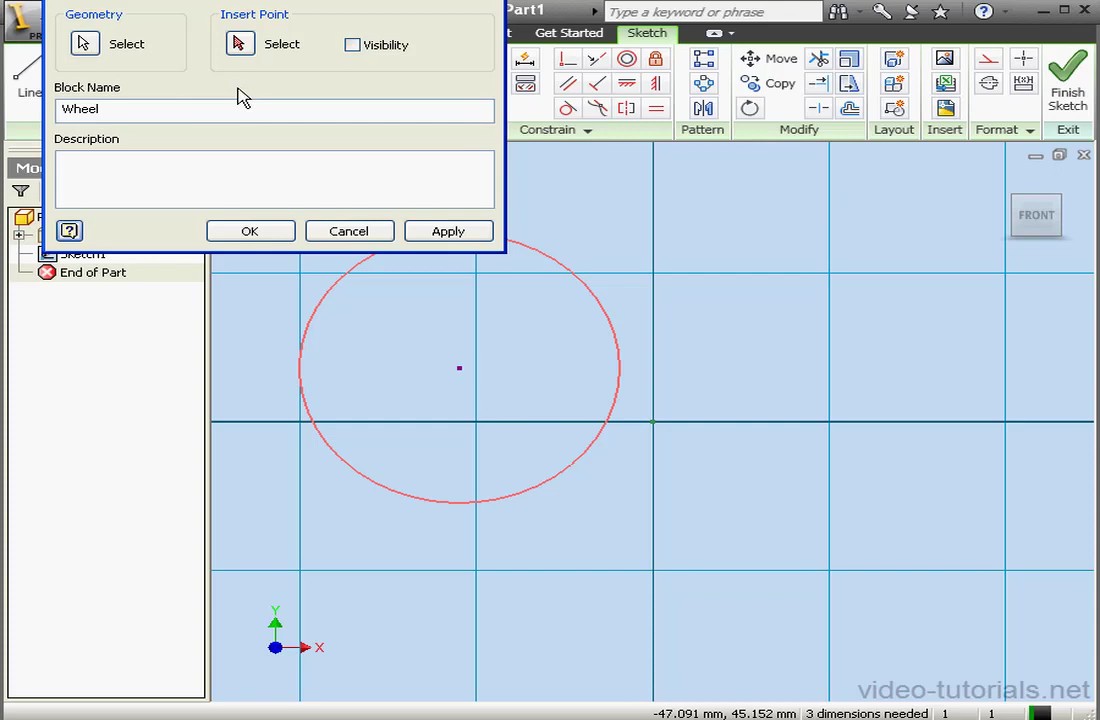 Part1
Type a keyword or phrase
Get Started
Sketch
Geometry
Insert Point
Select
Select
Visibility
Block Name
Wheel
Description
OK
Cancel
Apply
Line
Move
Copy
Finish
Sketch
Constrain
Pattern
Modify
Layout
Insert
Format
Exit
End of Part
FRONT
Y
X
video-tutorials.net
-47.091 mm, 45.152 mm
3 dimensions needed
1
1